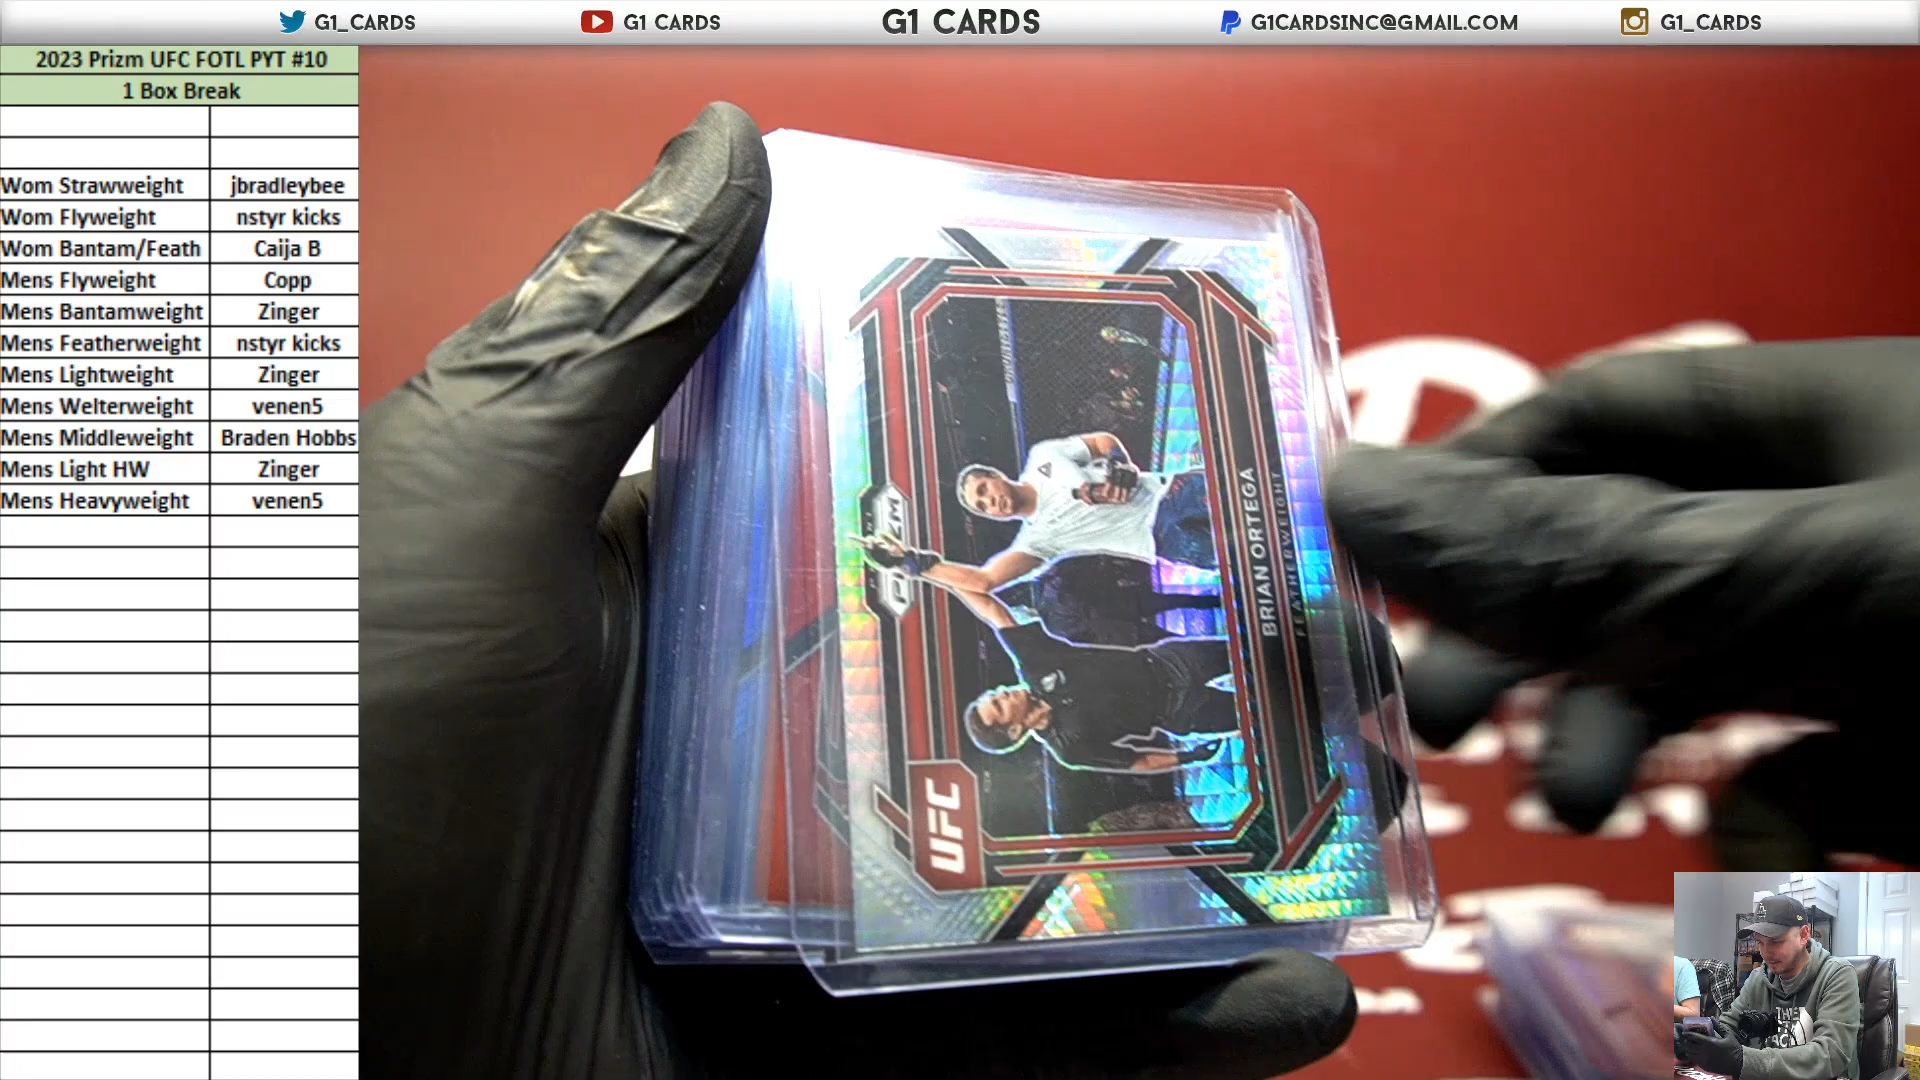 G1_CARDS
G1 CARDS
G1 CARDS
G1CARDSINC@GMAIL.COM
G1_CARDS
2023 Prizm UFC FOTL PYT #10
1 Box Break
Wom Strawweight jbradleybee
Wom Flyweight nstyr kicks
Wom Bantam/Feath Caija B
Mens Flyweight Copp
Mens Bantamweight Zinger
Mens Featherweight nstyr kicks
Mens Lightweight Zinger
Mens Welterweight venen5
Mens Middleweight Braden Hobbs
Mens Light HW Zinger
Mens Heavyweight venen5
UFC
BRIAN ORTEGA
FEATHERWEIGHT